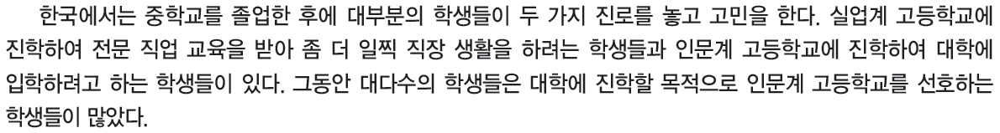 한국에서는 중학교를 졸업한 후에 대부분의 학생들이 두 가지 진로를 놓고 고민을 한다. 실업계 고등학교에
진학하여 전문 직업 교육을 받아 좀 더 일찍 직장 생활을 하려는 학생들과 인문계 고등학교에 진학하여 대학에
입학하려고 하는 학생들이 있다. 그동안 대다수의 학생들은 대학에 진학할 목적으로 인문계 고등학교를 선호하는
학생들이 많았다.